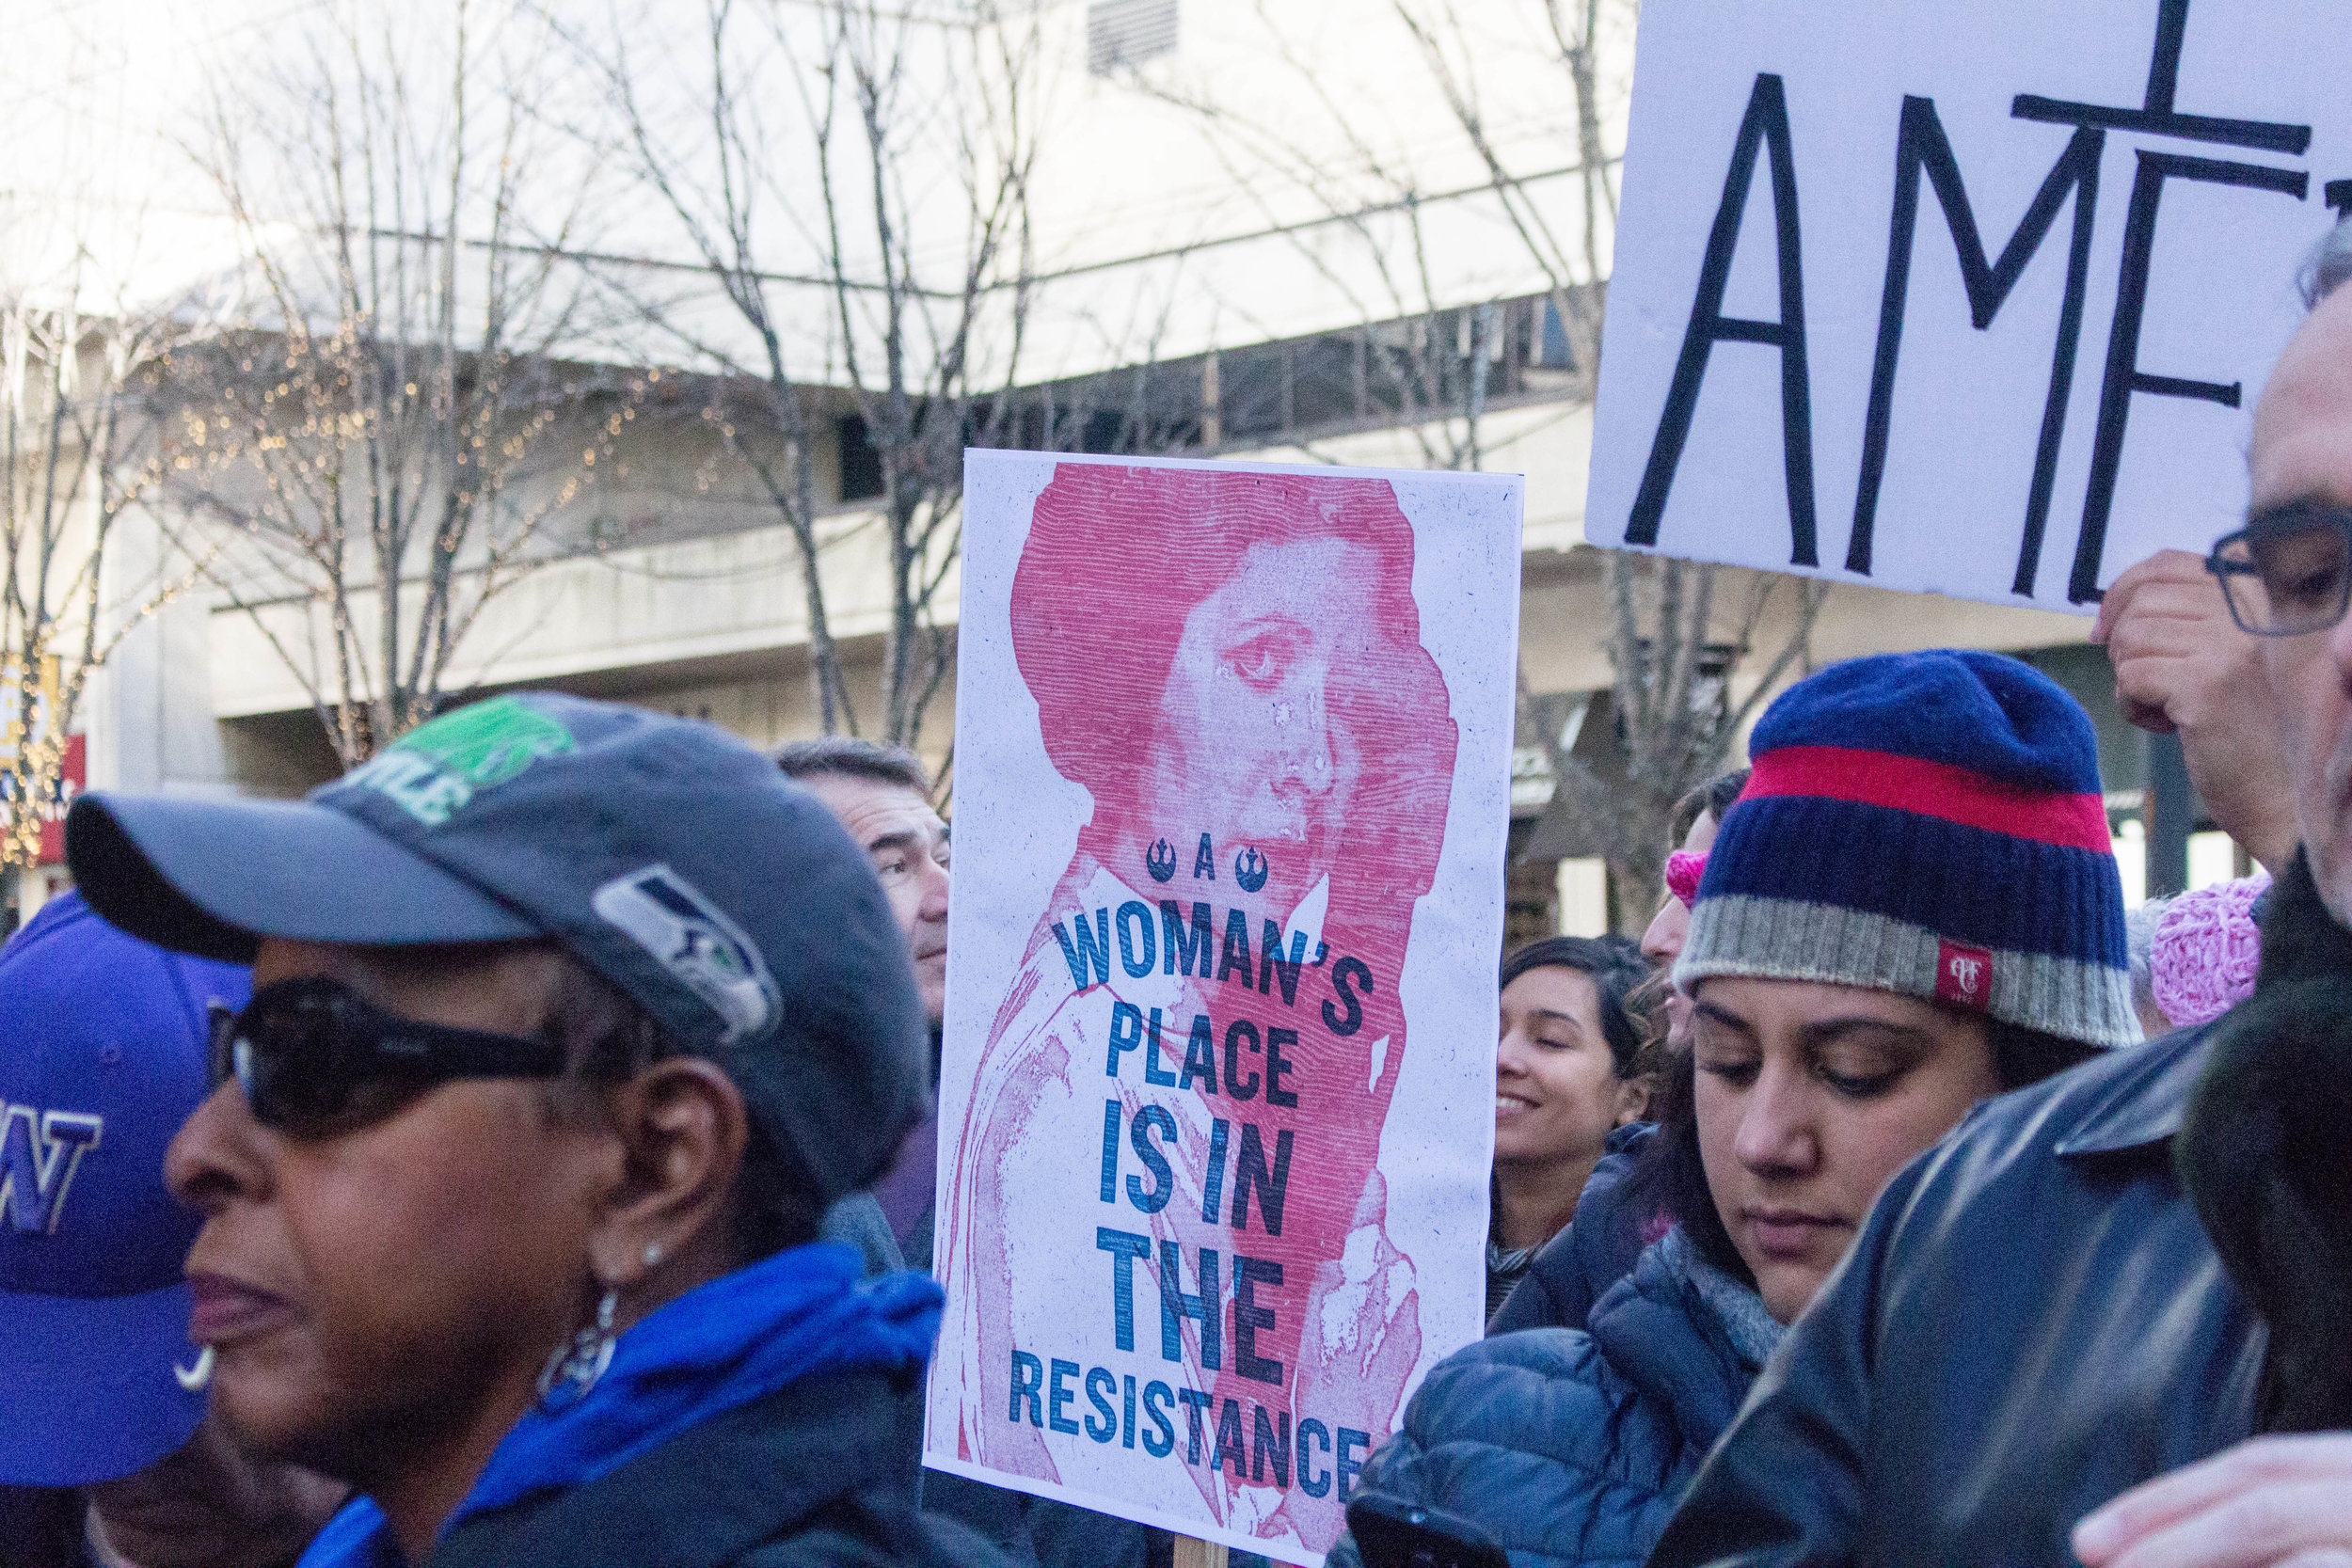 I
AME
A
WOMAN'S
PLACE
IS IN
THE
RESISTANCE
W